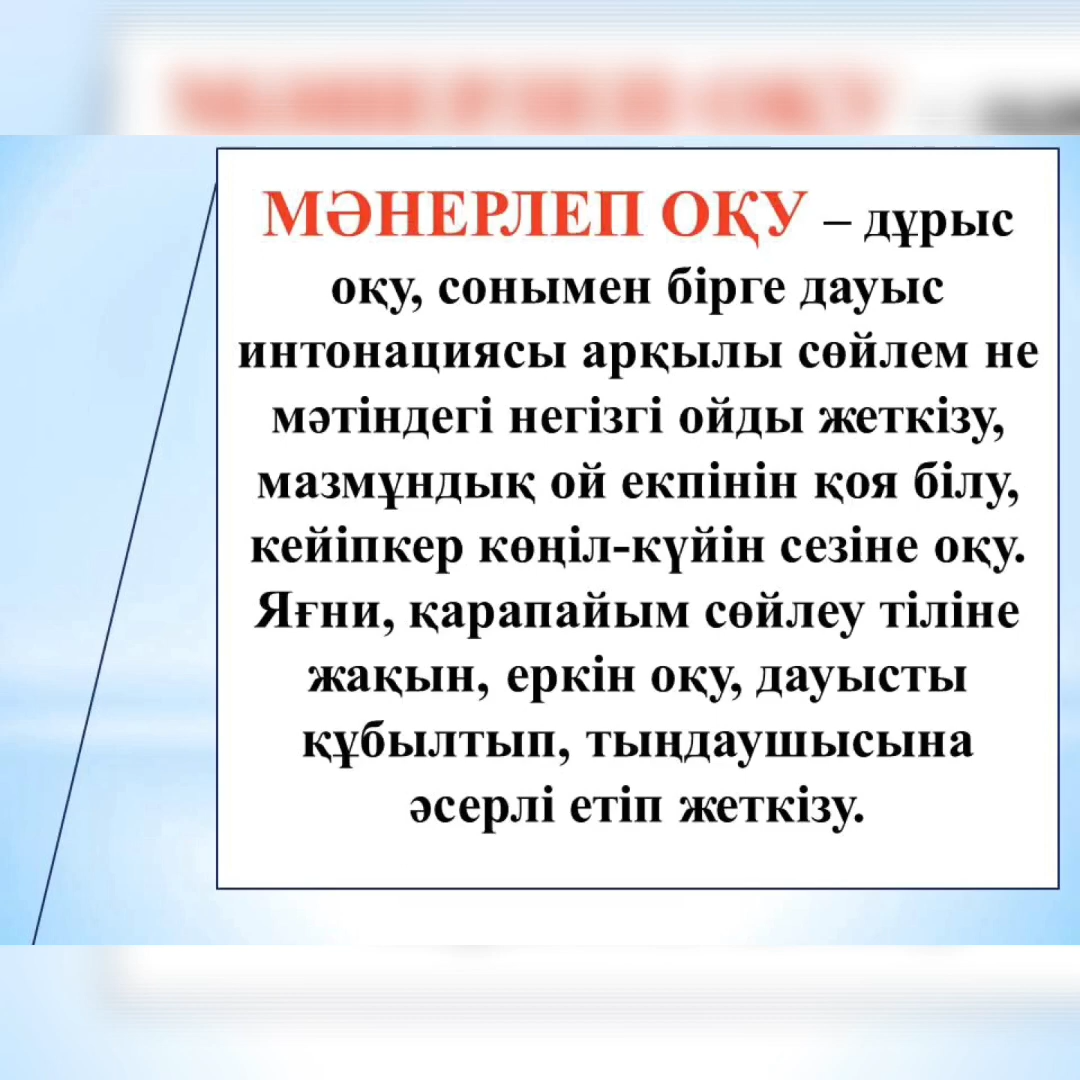 МӘНЕРЛЕП ОҚУ – дұрыс
оқу, сонымен бірге дауыс
интонациясы арқылы сөйлем не
мәтіндегі негізгі ойды жеткізу,
мазмұндық ой екпінін қоя білу,
кейіпкер көңіл-күйін сезіне оқу.
Яғни, қарапайым сөйлеу тіліне
жақын, еркін оқу, дауысты
құбылтып, тыңдаушысына
әсерлі етіп жеткізу.